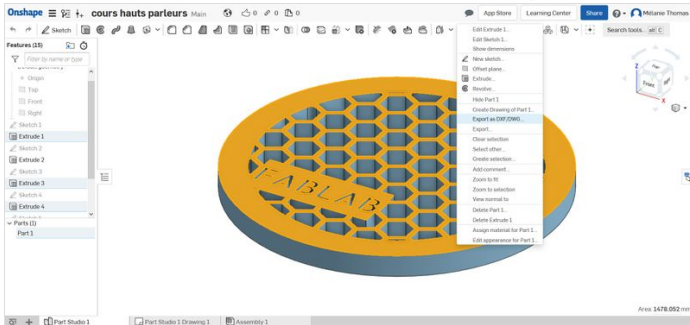 Onshape cours hauts parleurs Main 0 0 0 App Store Learning Center Share Mélanie Thomas
Sketch Search tools...
Features (15)
Filter by name or type
Origin
Top
Front
Right
Sketch 1
Extrude 1
Sketch 2
Extrude 2
Sketch 3
Extrude 3
Sketch 4
Extrude 4
Parts (1)
Part 1
Edit Extrude 1...
Edit Sketch 1...
Show dimensions
New sketch...
Offset plane...
Extrude...
Revolve...
Hide Part 1
Create Drawing of Part 1...
Export as DXF/DWG...
Export...
Clear selection
Select other...
Create selection...
Add comment...
Zoom to fit
Zoom to selection
View normal to
Delete Part 1...
Delete Extrude 1
Assign material for Part 1...
Edit appearance for Part 1...
Z
Top
Front
Right
X
FABLAB
Area: 1478.052 mm
Part Studio 1 Part Studio 1 Drawing 1 Assembly 1